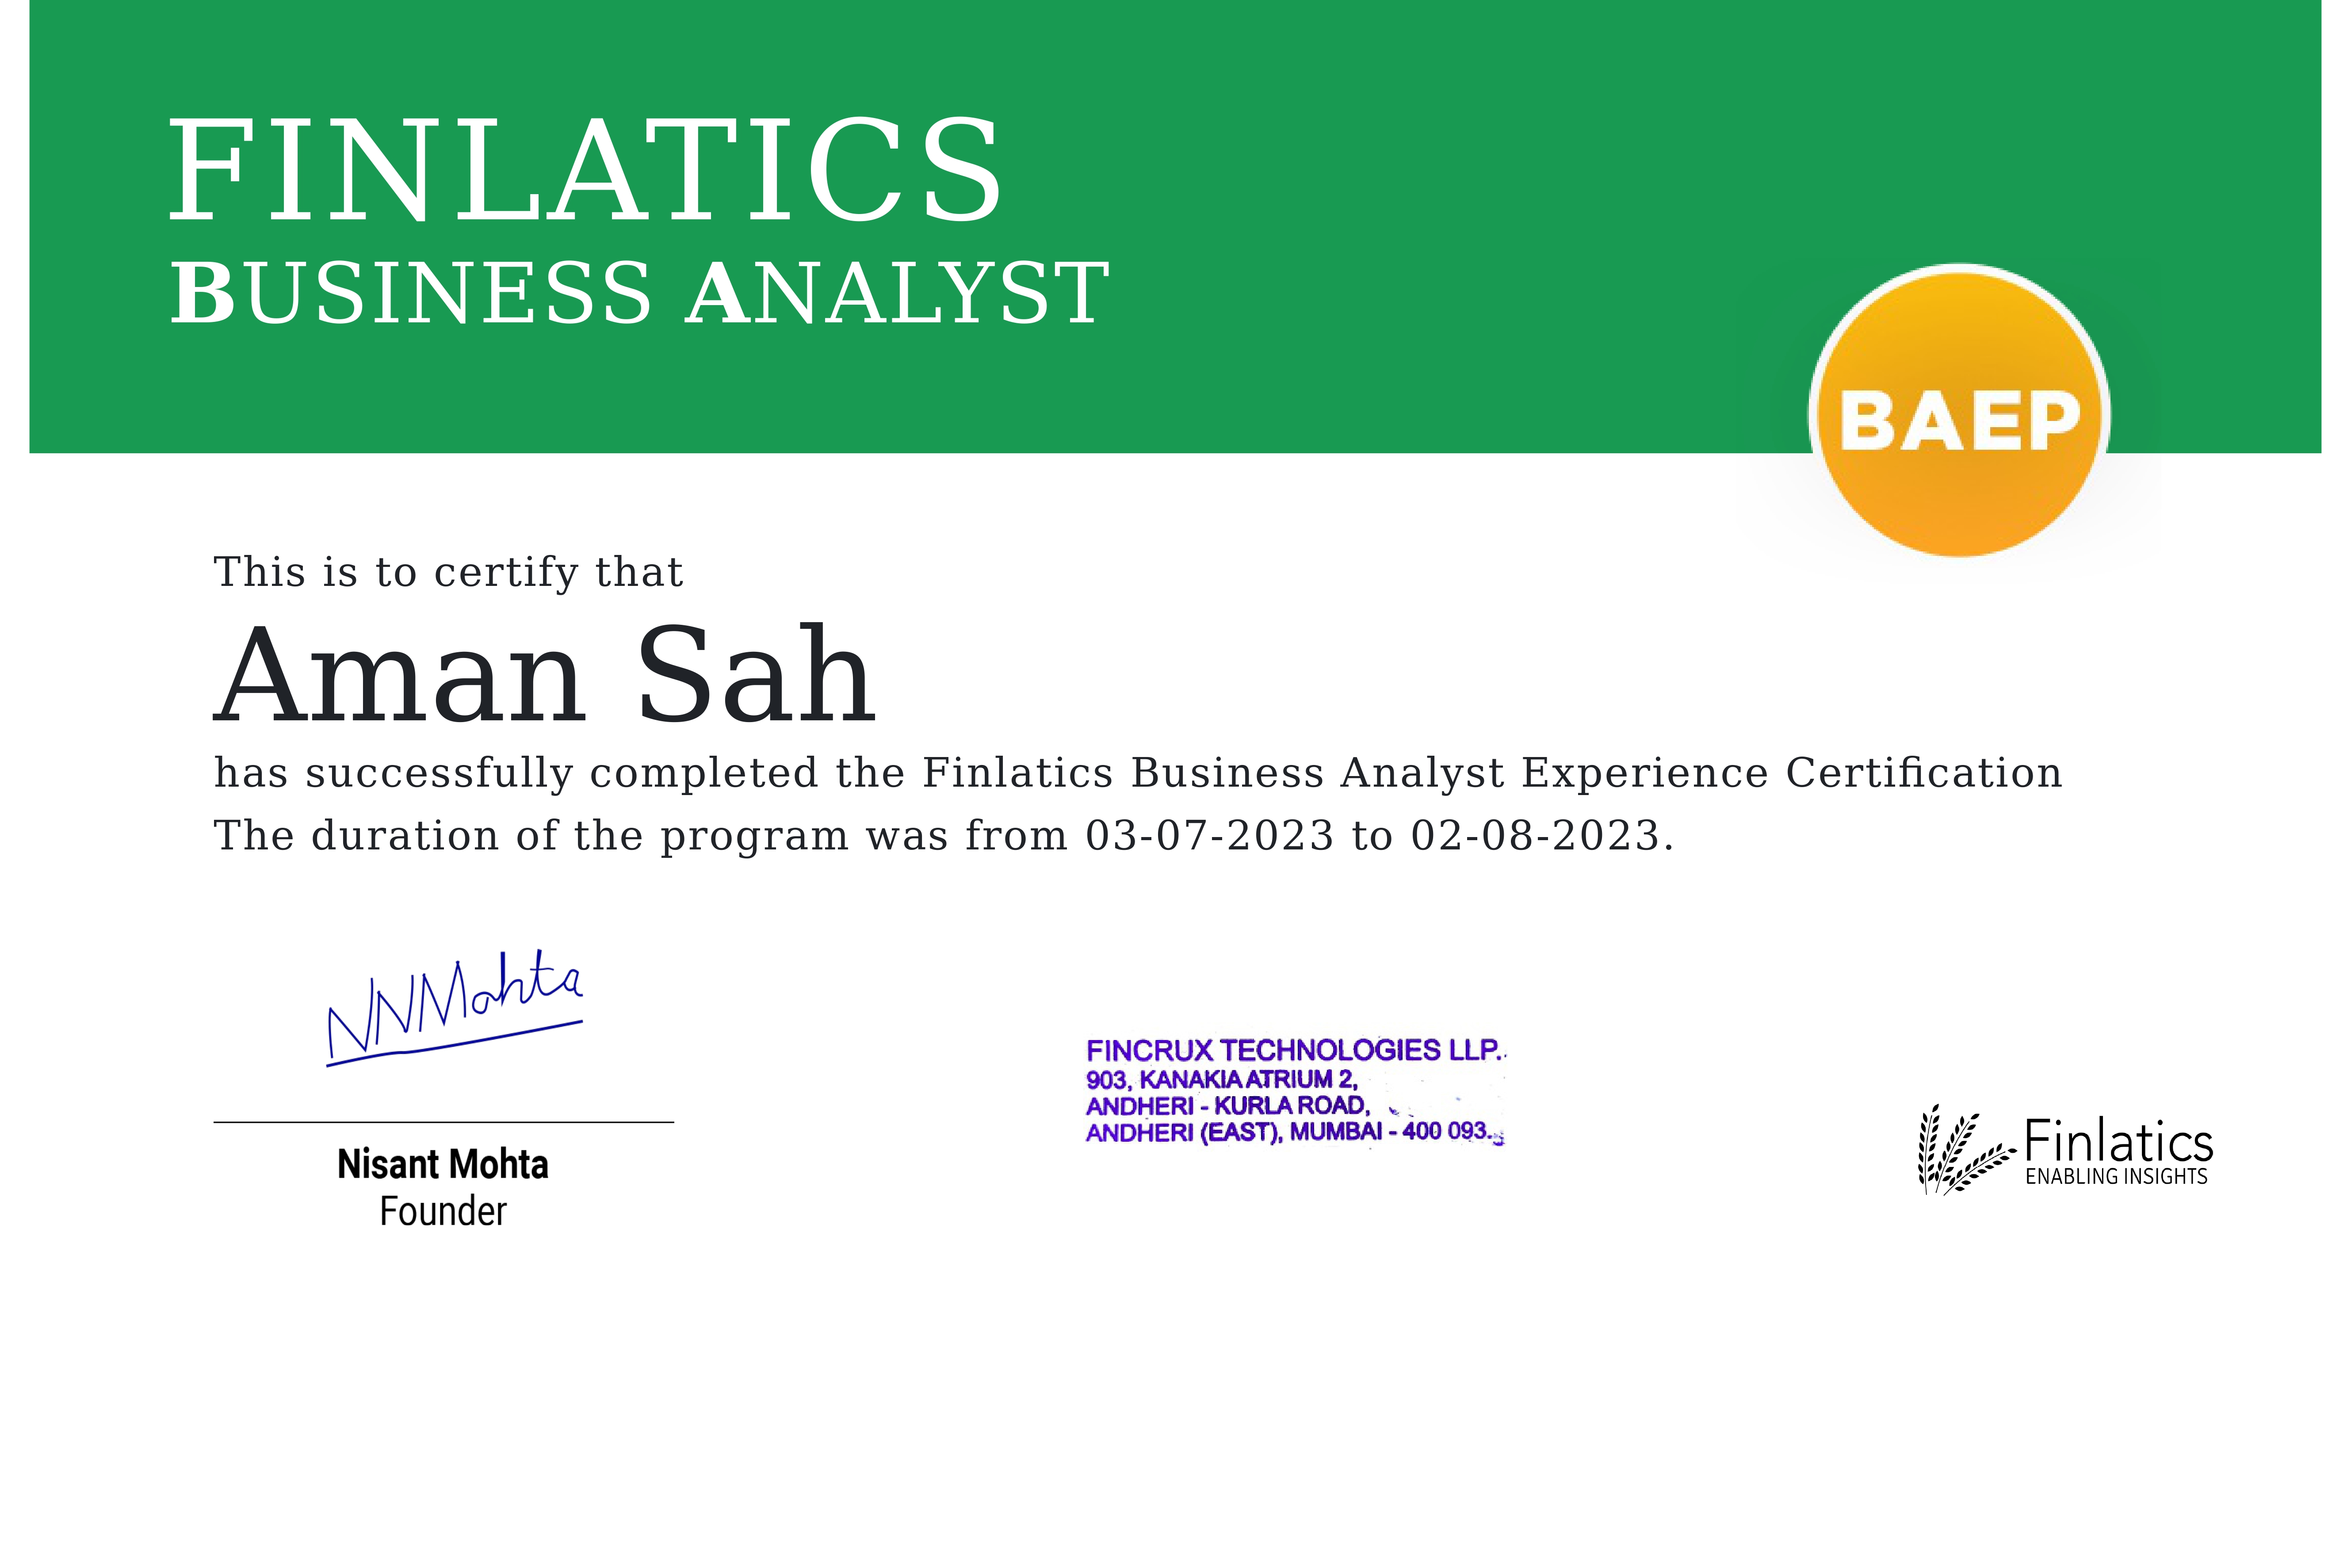 FINLATICS
BUSINESS ANALYST
BAEP
This is to certify that
Aman Sah
has successfully completed the Finlatics Business Analyst Experience Certification
The duration of the program was from 03-07-2023 to 02-08-2023.
NNMohta
Nisant Mohta
Founder
FINCRUX TECHNOLOGIES LLP.
903, KANAKIA ATRIUM 2,
ANDHERI - KURLA ROAD,
ANDHERI (EAST), MUMBAI - 400 093.
Finlatics
ENABLING INSIGHTS